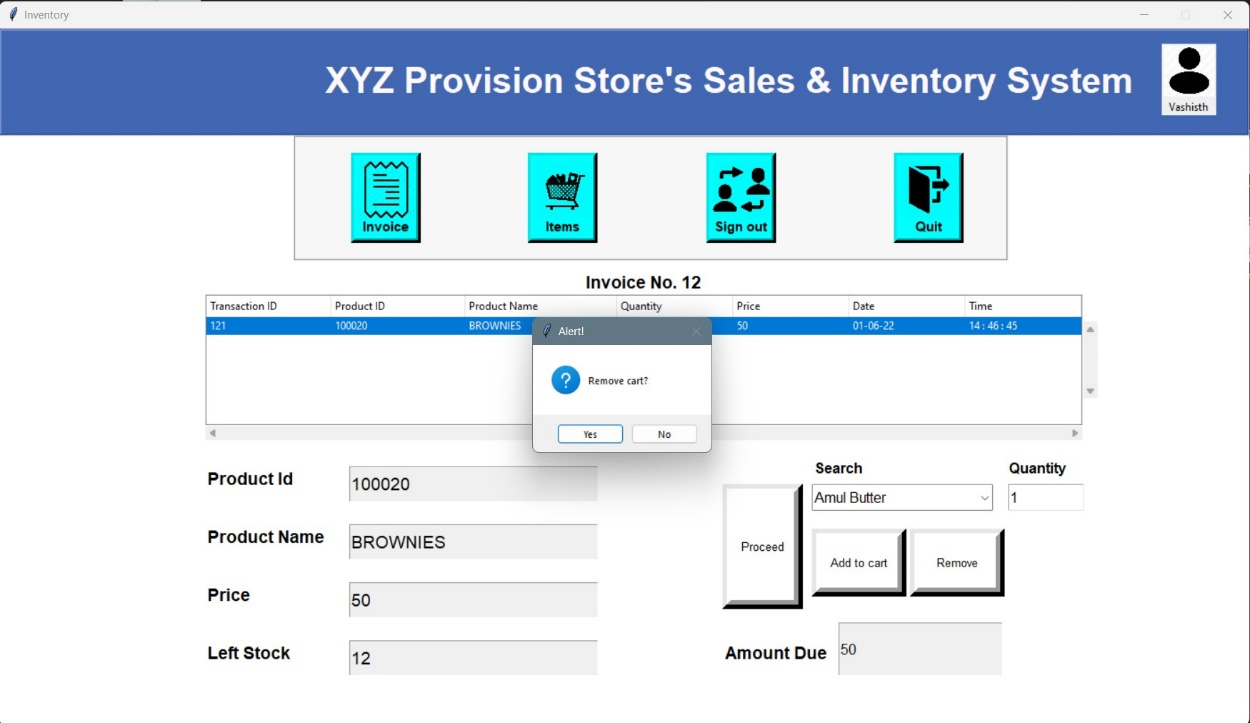 Inventory
XYZ Provision Store's Sales & Inventory System
Vashisth
Invoice Items Sign out Quit
Invoice No. 12
Transaction ID Product ID Product Name Quantity Price Date Time
121 100020 BROWNIES 50 01-06-22 14 : 46 : 45
Alert!
Remove cart?
Yes No
Search Quantity
Product Id 100020
Amul Butter 1
Product Name BROWNIES
Proceed Add to cart Remove
Price 50
Left Stock 12
Amount Due 50